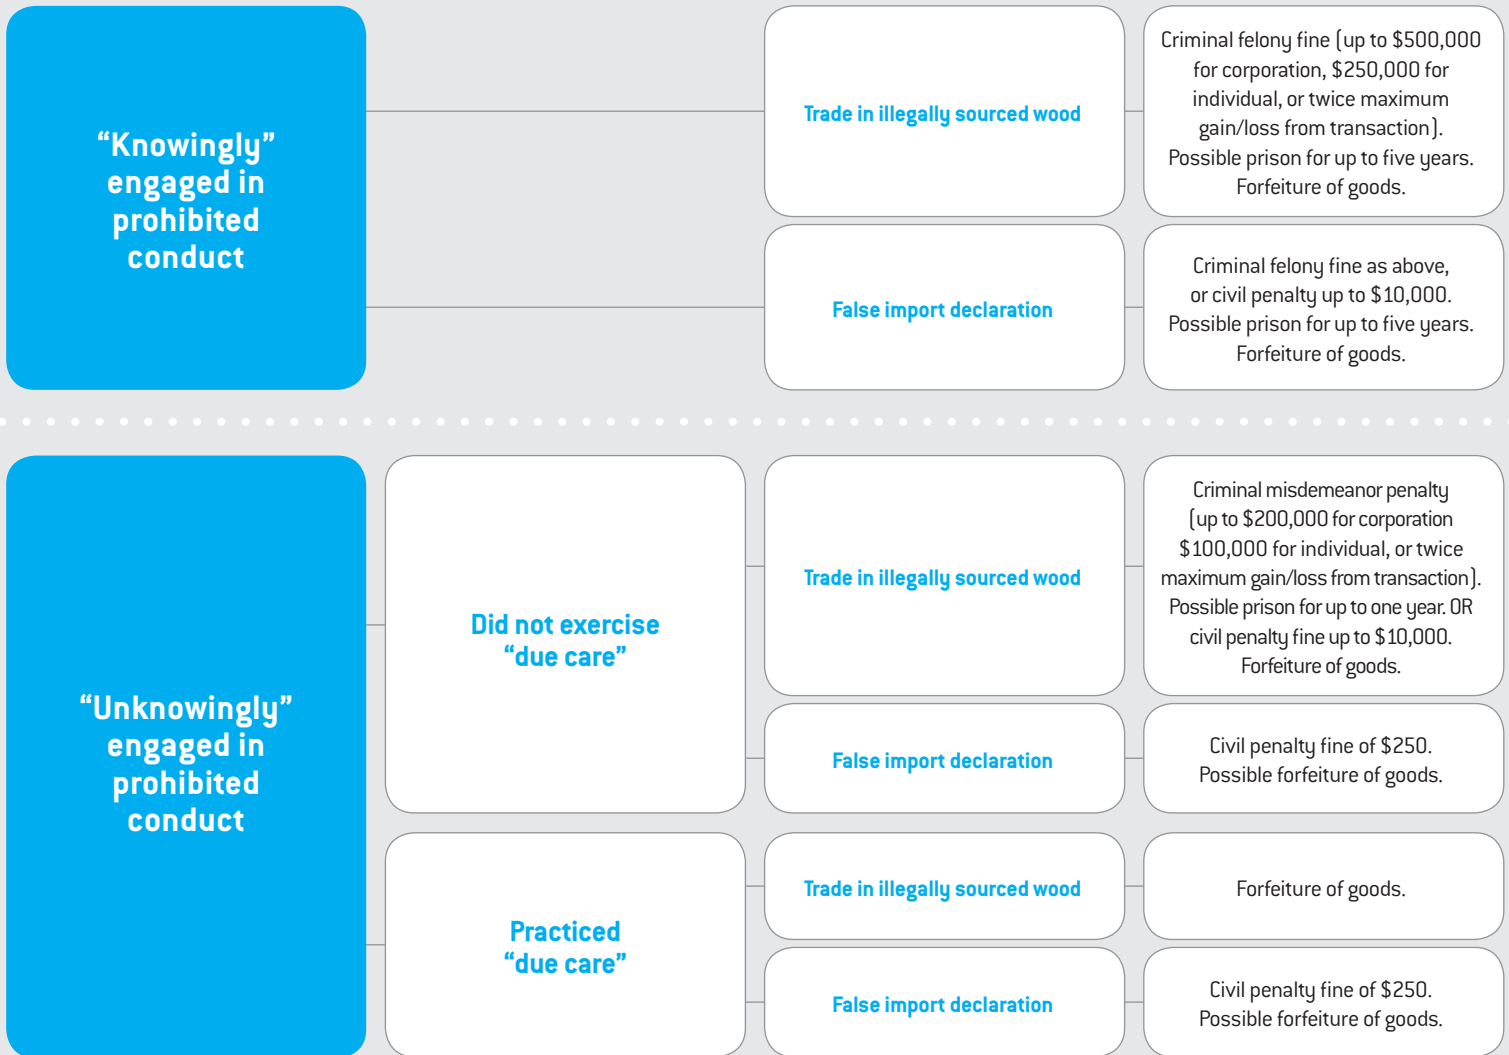 “Knowingly”
engaged in
prohibited
conduct
Trade in illegally sourced wood
Criminal felony fine (up to $500,000
for corporation, $250,000 for
individual, or twice maximum
gain/loss from transaction).
Possible prison for up to five years.
Forfeiture of goods.
False import declaration
Criminal felony fine as above,
or civil penalty up to $10,000.
Possible prison for up to five years.
Forfeiture of goods.
“Unknowingly”
engaged in
prohibited
conduct
Did not exercise
“due care”
Trade in illegally sourced wood
Criminal misdemeanor penalty
(up to $200,000 for corporation
$100,000 for individual, or twice
maximum gain/loss from transaction).
Possible prison for up to one year. OR
civil penalty fine up to $10,000.
Forfeiture of goods.
False import declaration
Civil penalty fine of $250.
Possible forfeiture of goods.
Practiced
“due care”
Trade in illegally sourced wood
Forfeiture of goods.
False import declaration
Civil penalty fine of $250.
Possible forfeiture of goods.